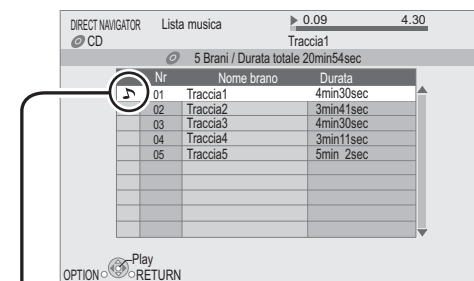 DIRECT NAVIGATOR Lista musica 0.09 4.30
CD Traccia1
5 Brani / Durata totale 20min54sec
Nr Nome brano Durata
01 Traccia1 4min30sec
02 Traccia2 3min41sec
03 Traccia3 4min30sec
04 Traccia4 3min11sec
05 Traccia5 5min 2sec
Play
OPTION RETURN